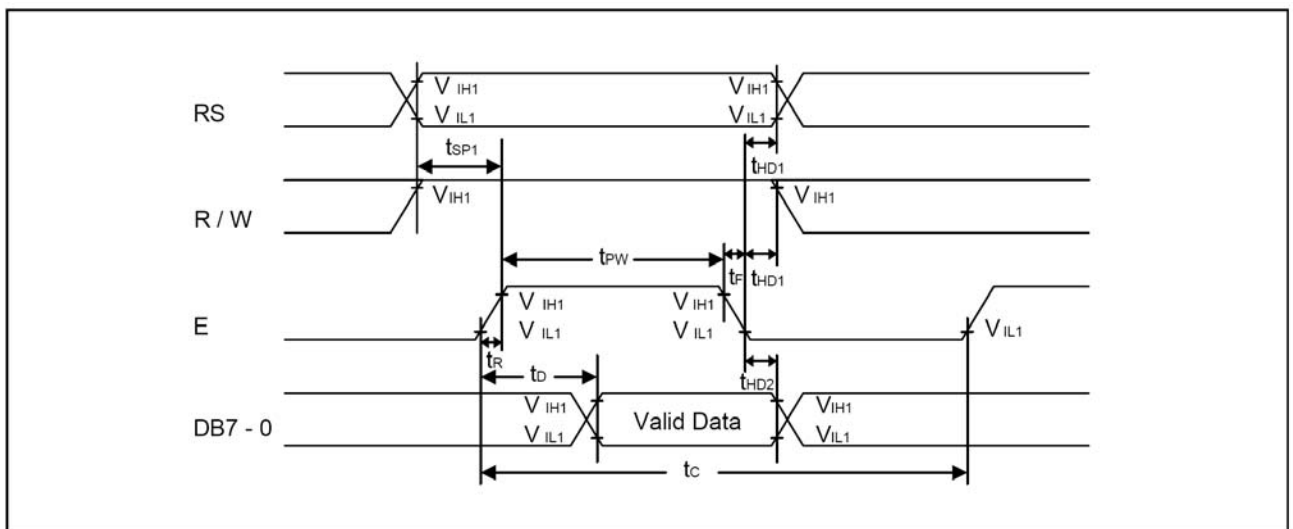 RS
V IH1
V IL1
V IH1
V IL1
tSP1
tHD1
R / W
VIH1
V IH1
tPW
tF
tHD1
E
V IH1
V IL1
V IH1
V IL1
V IL1
tR
tD
tHD2
DB7 - 0
V IH1
V IL1
Valid Data
VIH1
VIL1
tC